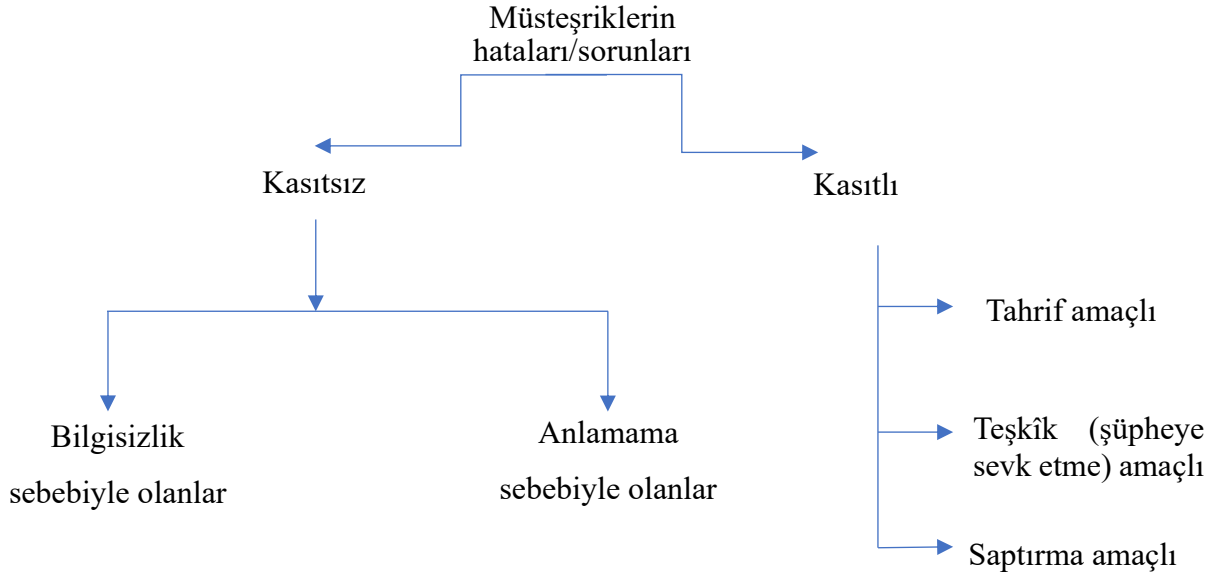 Müsteşriklerin
hataları/sorunları
Kasıtsız
Kasıtlı
Tahrif amaçlı
Bilgisizlik
sebebiyle olanlar
Anlamama
sebebiyle olanlar
Teşkîk (şüpheye
sevk etme) amaçlı
Saptırma amaçlı